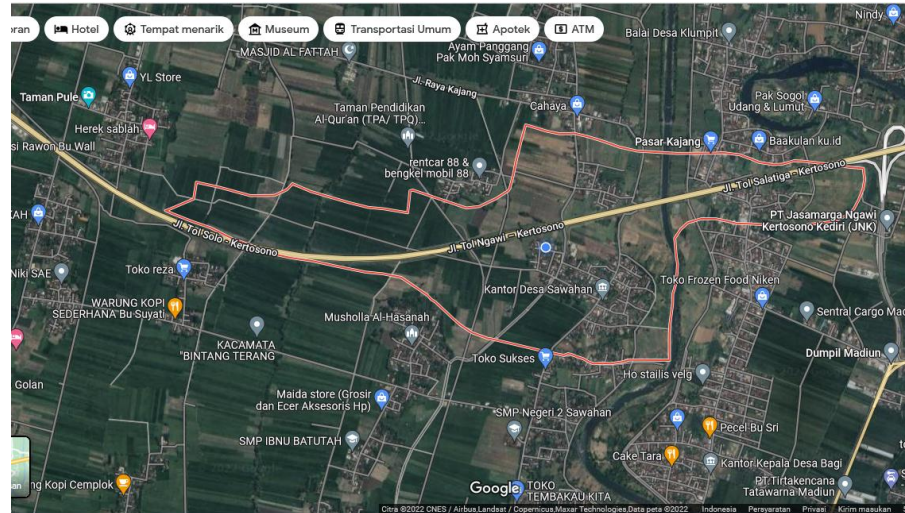 oran
Hotel
Tempat menarik
Museum
Transportasi Umum
Apotek
ATM
Nindy
Balai Desa Klumpit
MASJID AL FATTAH
Ayam Panggang
Pak Moh Syamsuri
YL Store
Jl. Raya Kajang
Taman Pule
Pak Sogol
Udang & Lumut
Taman Pendidikan
Al-Qur'an (TPA/ TPQ)...
Cahaya
Herek sablah
si Rawon Bu Wall
Pasar Kajang
Baakulan ku.id
rentcar 88 &
bengkel mobil 88
Jl. Tol Salatiga - Kertosono
KAH
Jl. Tol Solo - Kertosono
Jl. Tol Ngawi - Kertosono
PT Jasamarga Ngawi
Kertosono Kediri (JNK)
Niki SAE
Toko reza
Kantor Desa Sawahan
Toko Frozen Food Niken
WARUNG KOPI
SEDERHANA Bu Suyati
Musholla Al-Hasanah
Sentral Cargo Mad
KACAMATA
"BINTANG TERANG
Toko Sukses
Dumpil Madiun
Golan
Ho stailis velg
Maida store (Grosir
dan Ecer Aksesoris Hp)
SMP Negeri 2 Sawahan
Pecel Bu Sri
SMP IBNU BATUTAH
Cake Tara
Kantor Kepala Desa Bagi
an
ng Kopi Cemplok
Google
TOKO
TEMBAKAU KITA
PT.Tirtakencana
Tatawarna Madiun
Citra ©2022 CNES / Airbus,Landsat / Copernicus,Maxar Technologies,Data peta ©2022
Indonesia
Persyaratan
Privasi
Kirim masukan